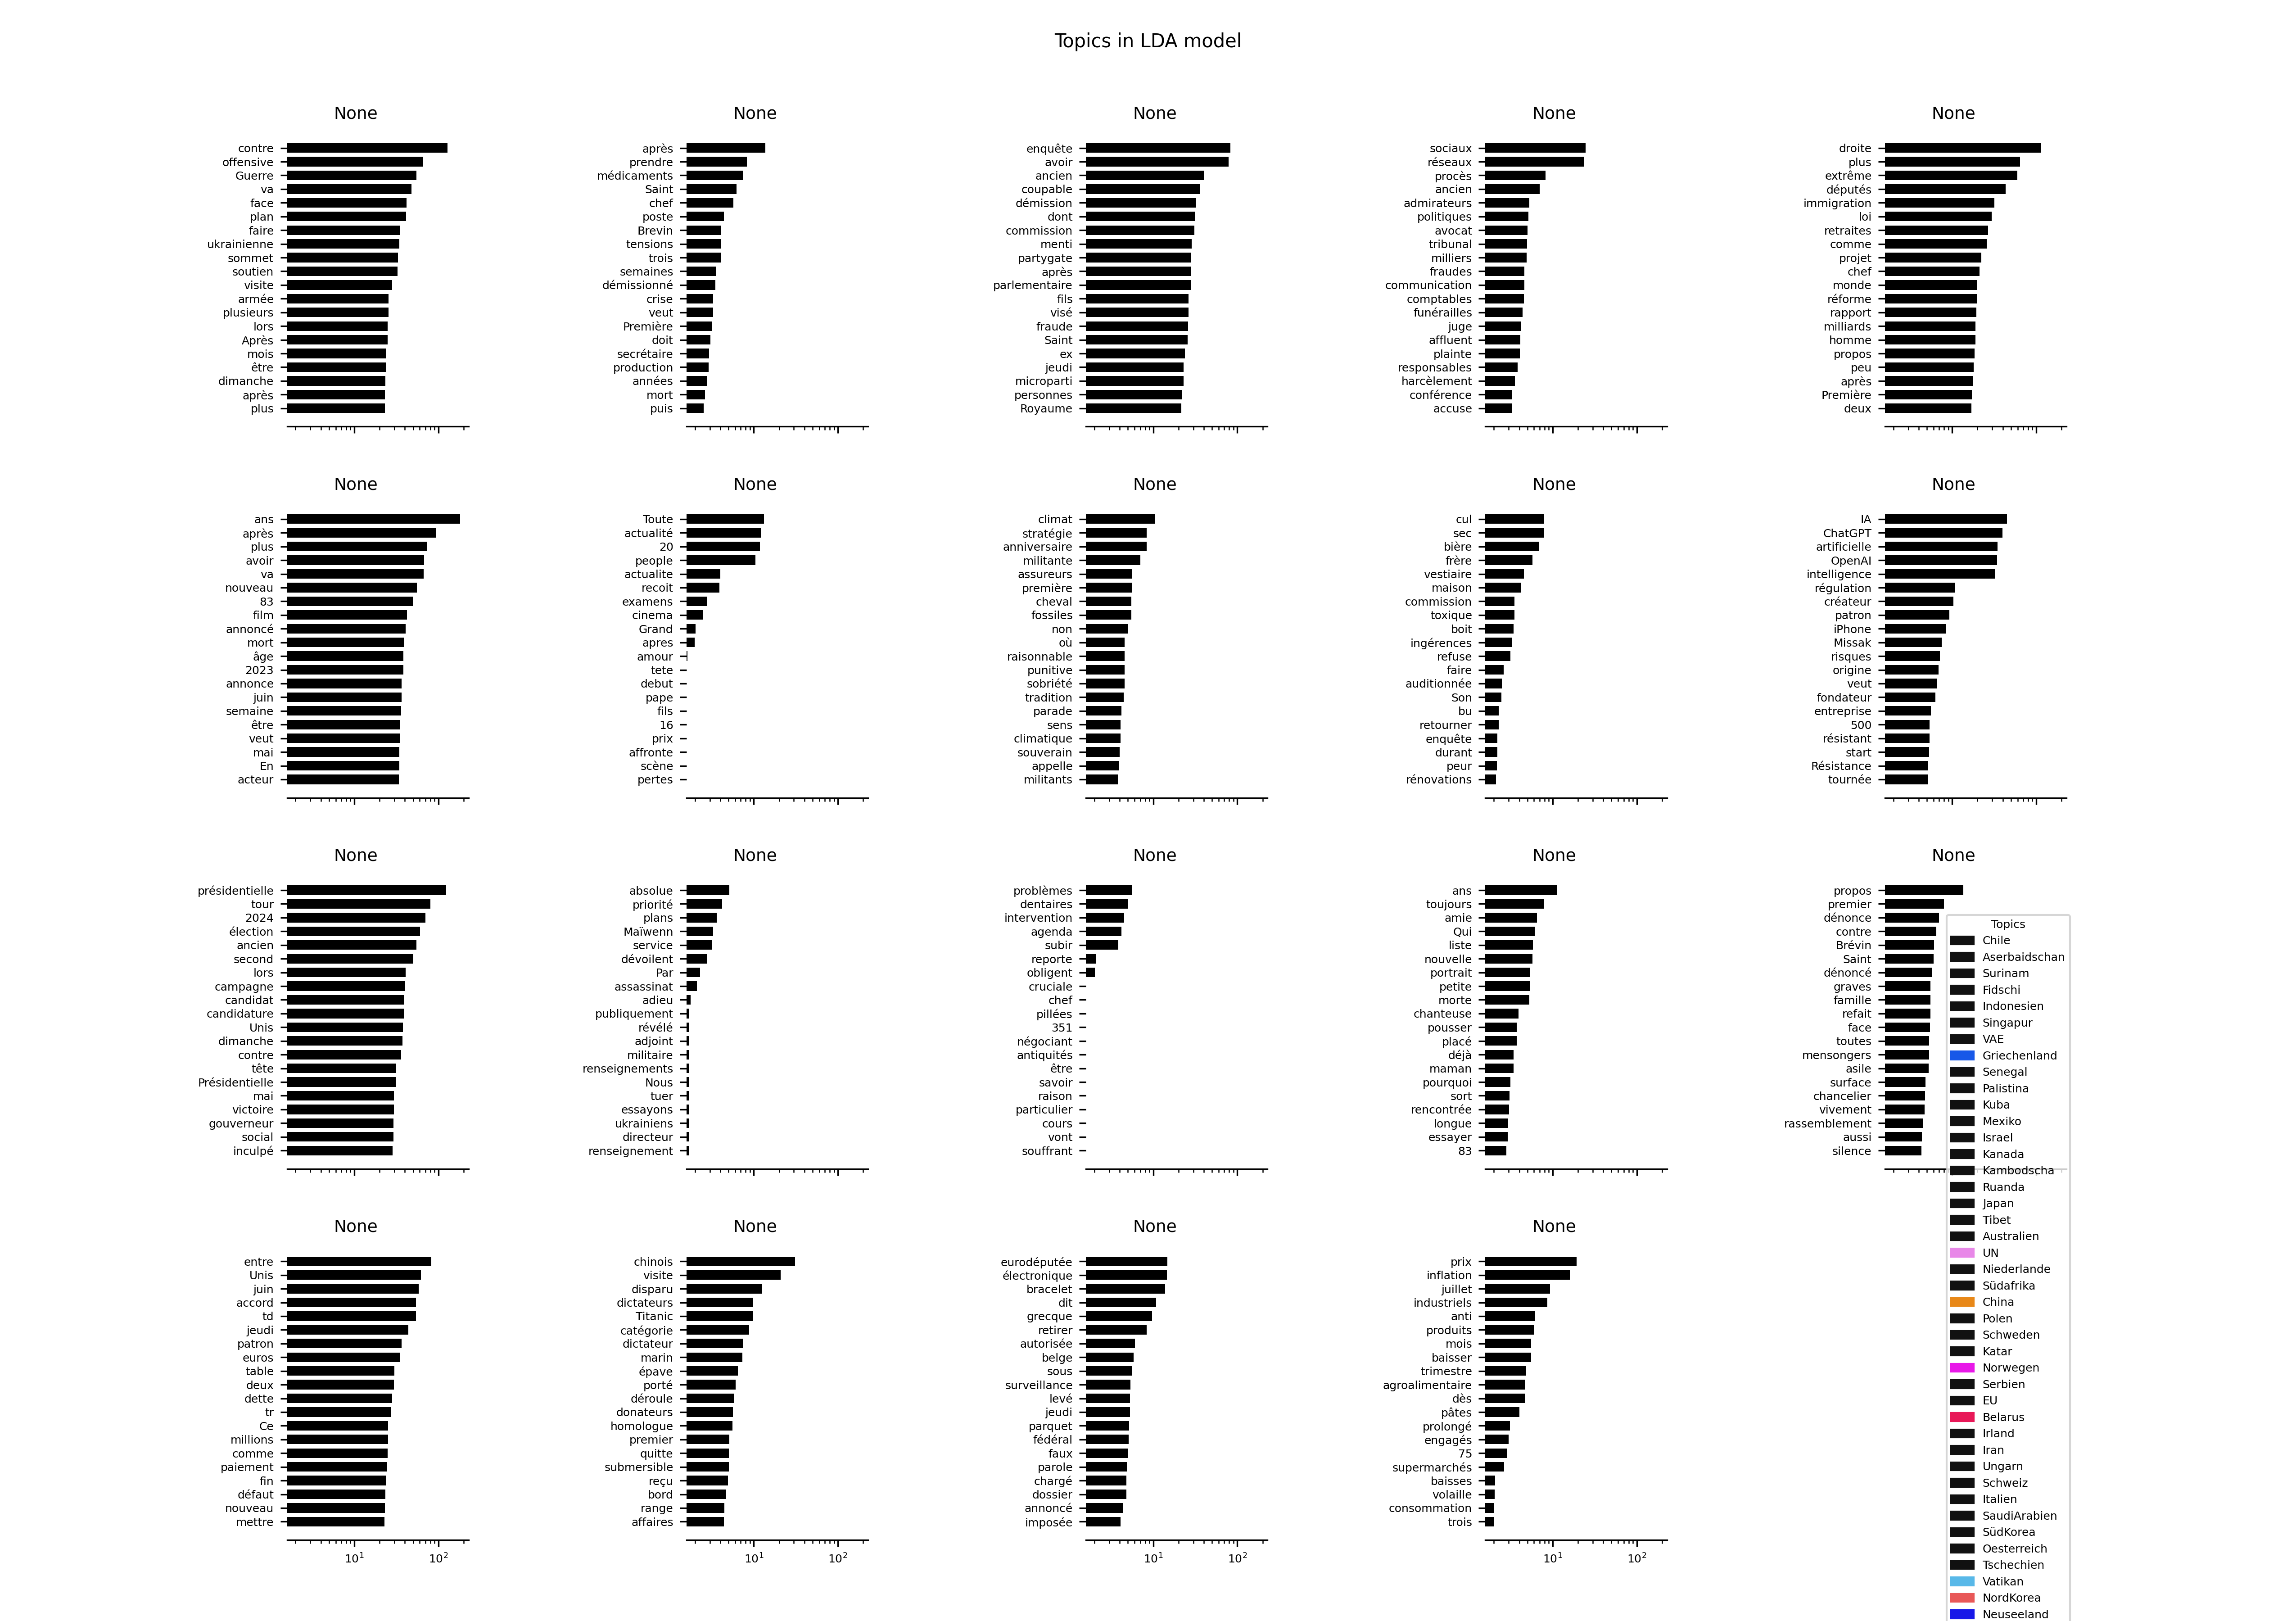 Topics in LDA model
None
contre
offensive
Guerre
va
face
plan
faire
ukrainienne
sommet
soutien
visite
armée
plusieurs
lors
Après
mois
être
dimanche
après
plus
None
après
prendre
médicaments
Saint
chef
poste
Brevin
tensions
trois
semaines
démissionné
crise
veut
Première
doit
secrétaire
production
années
mort
puis
None
enquête
avoir
ancien
coupable
démission
dont
commission
menti
partygate
après
parlementaire
fils
visé
fraude
Saint
ex
jeudi
microparti
personnes
Royaume
None
sociaux
réseaux
procès
ancien
admirateurs
politiques
avocat
tribunal
milliers
fraudes
communication
comptables
funérailles
juge
affluent
plainte
responsables
harcèlement
conférence
accuse
None
droite
plus
extrême
députés
immigration
loi
retraites
comme
projet
chef
monde
réforme
rapport
milliards
homme
propos
peu
après
Première
deux
None
ans
après
plus
avoir
va
nouveau
83
film
annoncé
mort
âge
2023
annonce
juin
semaine
être
veut
mai
En
acteur
None
Toute
actualité
20
people
actualite
recoit
examens
cinema
Grand
apres
amour
tete
debut
pape
fils
16
prix
affronte
scène
pertes
None
climat
stratégie
anniversaire
militante
assureurs
première
cheval
fossiles
non
où
raisonnable
punitive
sobriété
tradition
parade
sens
climatique
souverain
appelle
militants
None
cul
sec
bière
frère
vestiaire
maison
commission
toxique
boit
ingérences
refuse
faire
auditionnée
Son
bu
retourner
enquête
durant
peur
rénovations
None
IA
ChatGPT
artificielle
OpenAI
intelligence
régulation
créateur
patron
iPhone
Missak
risques
origine
veut
fondateur
entreprise
500
résistant
start
Résistance
tournée
None
présidentielle
tour
2024
élection
ancien
second
lors
campagne
candidat
candidature
Unis
dimanche
contre
tête
Présidentielle
mai
victoire
gouverneur
social
inculpé
None
absolue
priorité
plans
Maïwenn
service
dévoilent
Par
assassinat
adieu
publiquement
révélé
adjoint
militaire
renseignements
Nous
tuer
essayons
ukrainiens
directeur
renseignement
None
problèmes
dentaires
intervention
agenda
subir
reporte
obligent
cruciale
chef
pillées
351
négociant
antiquités
être
savoir
raison
particulier
cours
vont
souffrant
None
ans
toujours
amie
Qui
liste
nouvelle
portrait
petite
morte
chanteuse
pousser
placé
déjà
maman
pourquoi
sort
rencontrée
longue
essayer
83
None
propos
premier
dénonce
contre
Brévin
Saint
dénoncé
graves
famille
refait
face
toutes
mensongers
asile
surface
chancelier
vivement
rassemblement
aussi
silence
None
entre
Unis
juin
accord
td
jeudi
patron
euros
table
deux
dette
tr
Ce
millions
comme
paiement
fin
défaut
nouveau
mettre
10¹ 10²
None
chinois
visite
disparu
dictateurs
Titanic
catégorie
dictateur
marin
épave
porté
déroule
donateurs
homologue
premier
quitte
submersible
reçu
bord
range
affaires
10¹ 10²
None
eurodéputée
électronique
bracelet
dit
grecque
retirer
autorisée
belge
sous
surveillance
levé
jeudi
parquet
fédéral
faux
parole
chargé
dossier
annoncé
imposée
10¹ 10²
None
prix
inflation
juillet
industriels
anti
produits
mois
baisser
trimestre
agroalimentaire
dès
pâtes
prolongé
engagés
75
supermarchés
baisses
volaille
consommation
trois
10¹ 10²
Topics
Chile
Aserbaidschan
Surinam
Fidschi
Indonesien
Singapur
VAE
Griechenland
Senegal
Palistina
Kuba
Mexiko
Israel
Kanada
Kambodscha
Ruanda
Japan
Tibet
Australien
UN
Niederlande
Südafrika
China
Polen
Schweden
Katar
Norwegen
Serbien
EU
Belarus
Irland
Iran
Ungarn
Schweiz
Italien
SaudiArabien
SüdKorea
Oesterreich
Tschechien
Vatikan
NordKorea
Neuseeland